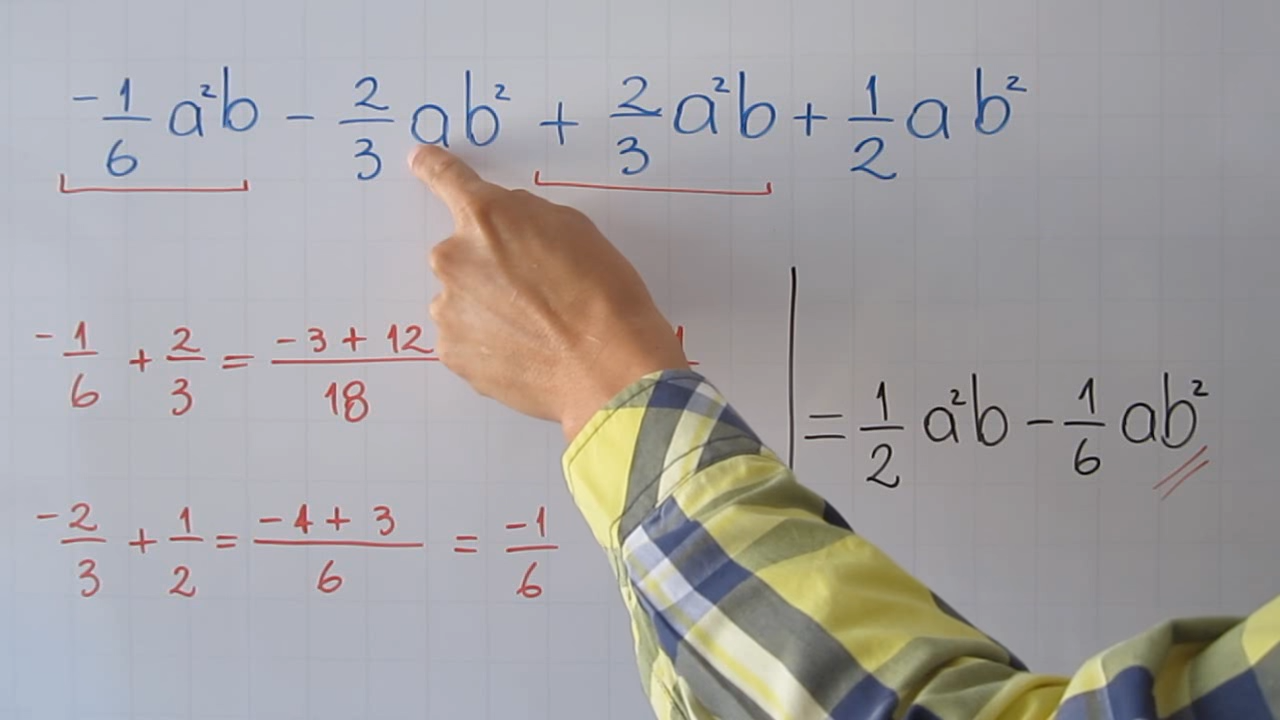 -1/6 a²b - 2/3 ab² + 2/3 a²b + 1/2 ab²
-1/6 + 2/3 = -3 + 12/18
= 1/2 a²b - 1/6 ab²
-2/3 + 1/2 = -4 + 3/6 = -1/6